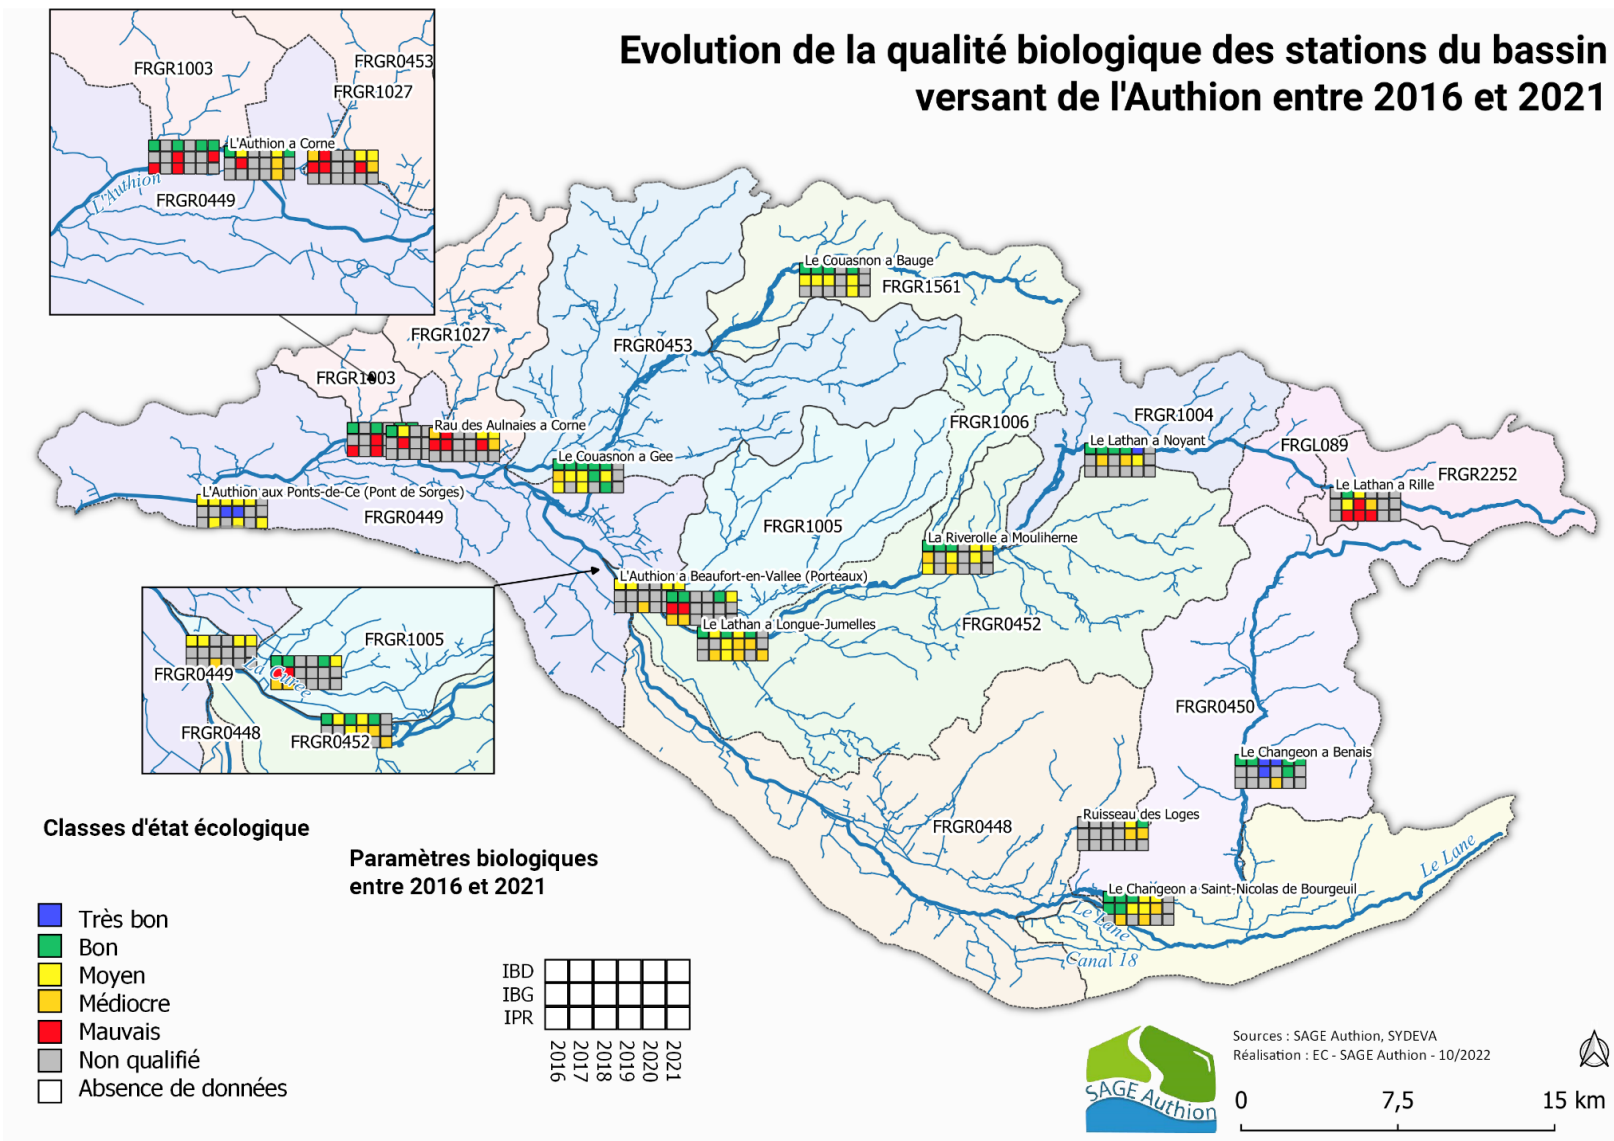 Evolution de la qualité biologique des stations du bassin
versant de l'Authion entre 2016 et 2021
FRGR1003
FRGR0453
FRGR1027
L'Authion a Corne
L'Authion
FRGR0449
Le Couasnon a Bauge
FRGR1561
FRGR1027
FRGR0453
FRGR1003
FRGR1006
FRGR1004
Rau des Aulnaies a Corne
Le Lathan a Noyant
FRGL089
Le Couasnon a Gee
FRGR2252
Le Lathan a Rille
L'Authion aux Ponts-de-Ce (Pont de Sorges)
FRGR0449
FRGR1005
La Riverolle a Mouliherne
L'Authion a Beaufort-en-Vallee (Porteaux)
Le Lathan a Longue-Jumelles
FRGR0452
FRGR1005
FRGR0449
La Curée
FRGR0448
FRGR0452
FRGR0450
Le Changeon a Benais
Ruisseau des Loges
FRGR0448
Le Lane
Le Changeon a Saint-Nicolas de Bourgeuil
Le Lane
Canal 18
Classes d'état écologique
Très bon
Bon
Moyen
Médiocre
Mauvais
Non qualifié
Absence de données
Paramètres biologiques
entre 2016 et 2021
IBD
IBG
IPR
2016
2017
2018
2019
2020
2021
SAGE Authion
Sources : SAGE Authion, SYDEVA
Réalisation : EC - SAGE Authion - 10/2022
0 7,5 15 km